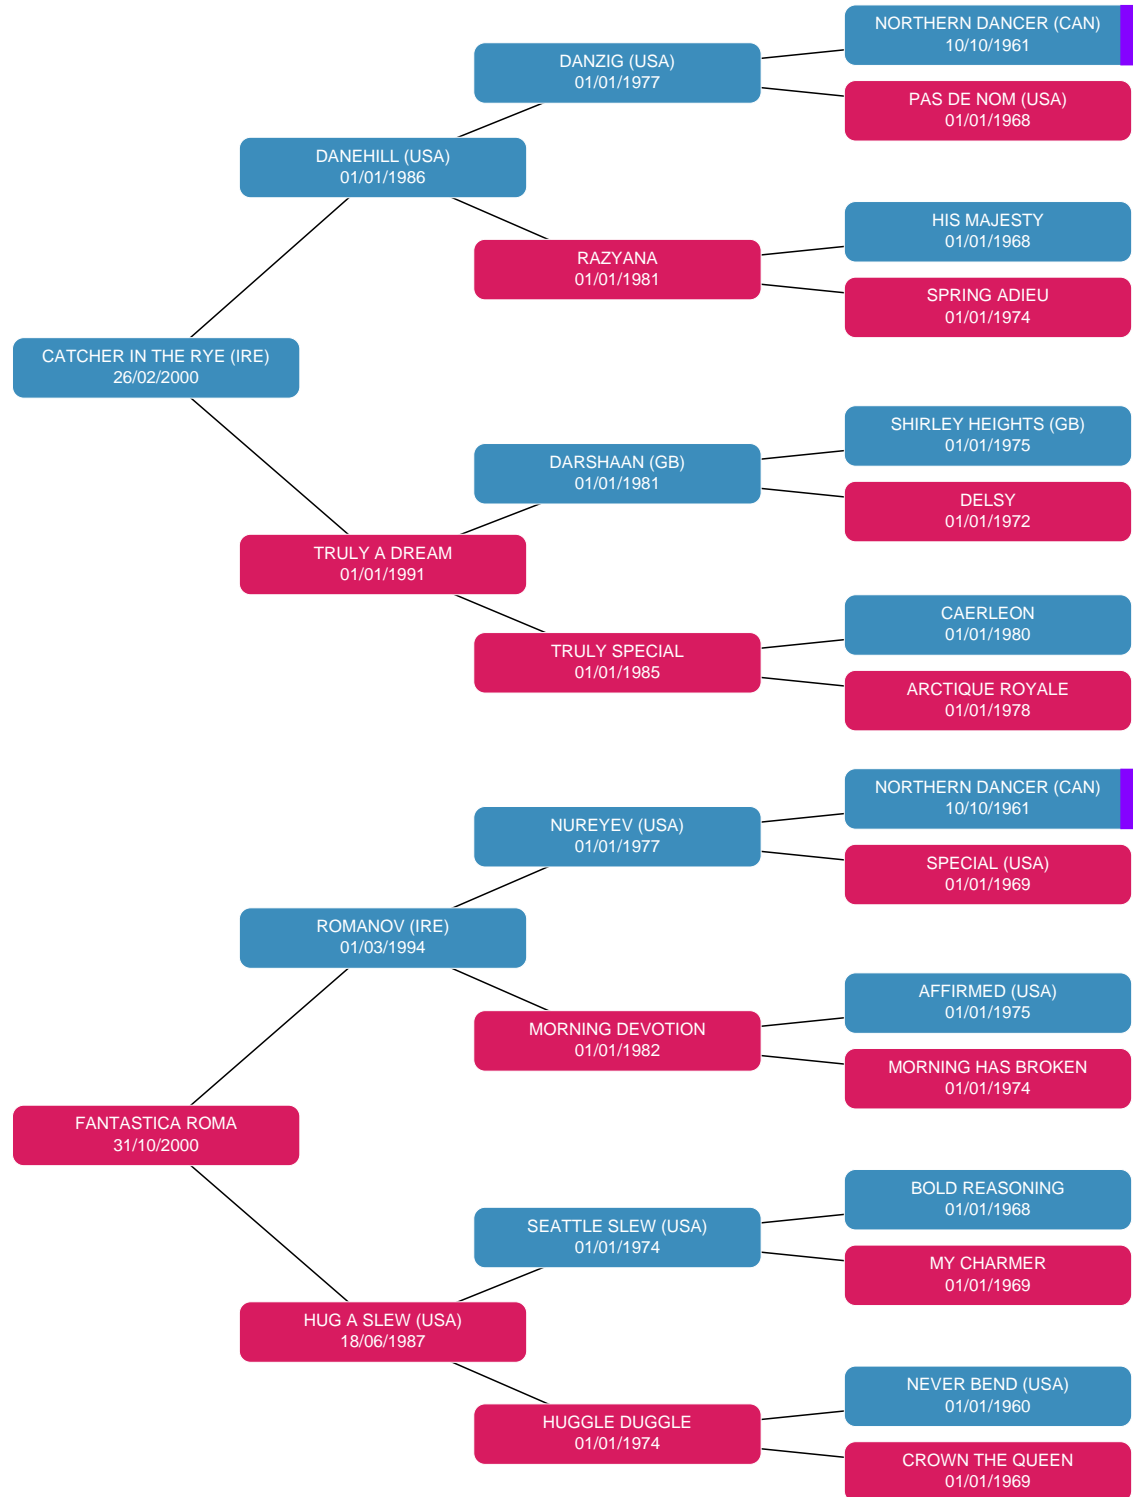 NORTHERN DANCER (CAN)
10/10/1961
DANZIG (USA)
01/01/1977
PAS DE NOM (USA)
01/01/1968
DANEHILL (USA)
01/01/1986
HIS MAJESTY
01/01/1968
RAZYANA
01/01/1981
SPRING ADIEU
01/01/1974
CATCHER IN THE RYE (IRE)
26/02/2000
SHIRLEY HEIGHTS (GB)
01/01/1975
DARSHAAN (GB)
01/01/1981
DELSY
01/01/1972
TRULY A DREAM
01/01/1991
CAERLEON
01/01/1980
TRULY SPECIAL
01/01/1985
ARCTIQUE ROYALE
01/01/1978
NORTHERN DANCER (CAN)
10/10/1961
NUREYEV (USA)
01/01/1977
SPECIAL (USA)
01/01/1969
ROMANOV (IRE)
01/03/1994
AFFIRMED (USA)
01/01/1975
MORNING DEVOTION
01/01/1982
MORNING HAS BROKEN
01/01/1974
FANTASTICA ROMA
31/10/2000
BOLD REASONING
01/01/1968
SEATTLE SLEW (USA)
01/01/1974
MY CHARMER
01/01/1969
HUG A SLEW (USA)
18/06/1987
NEVER BEND (USA)
01/01/1960
HUGGLE DUGGLE
01/01/1974
CROWN THE QUEEN
01/01/1969